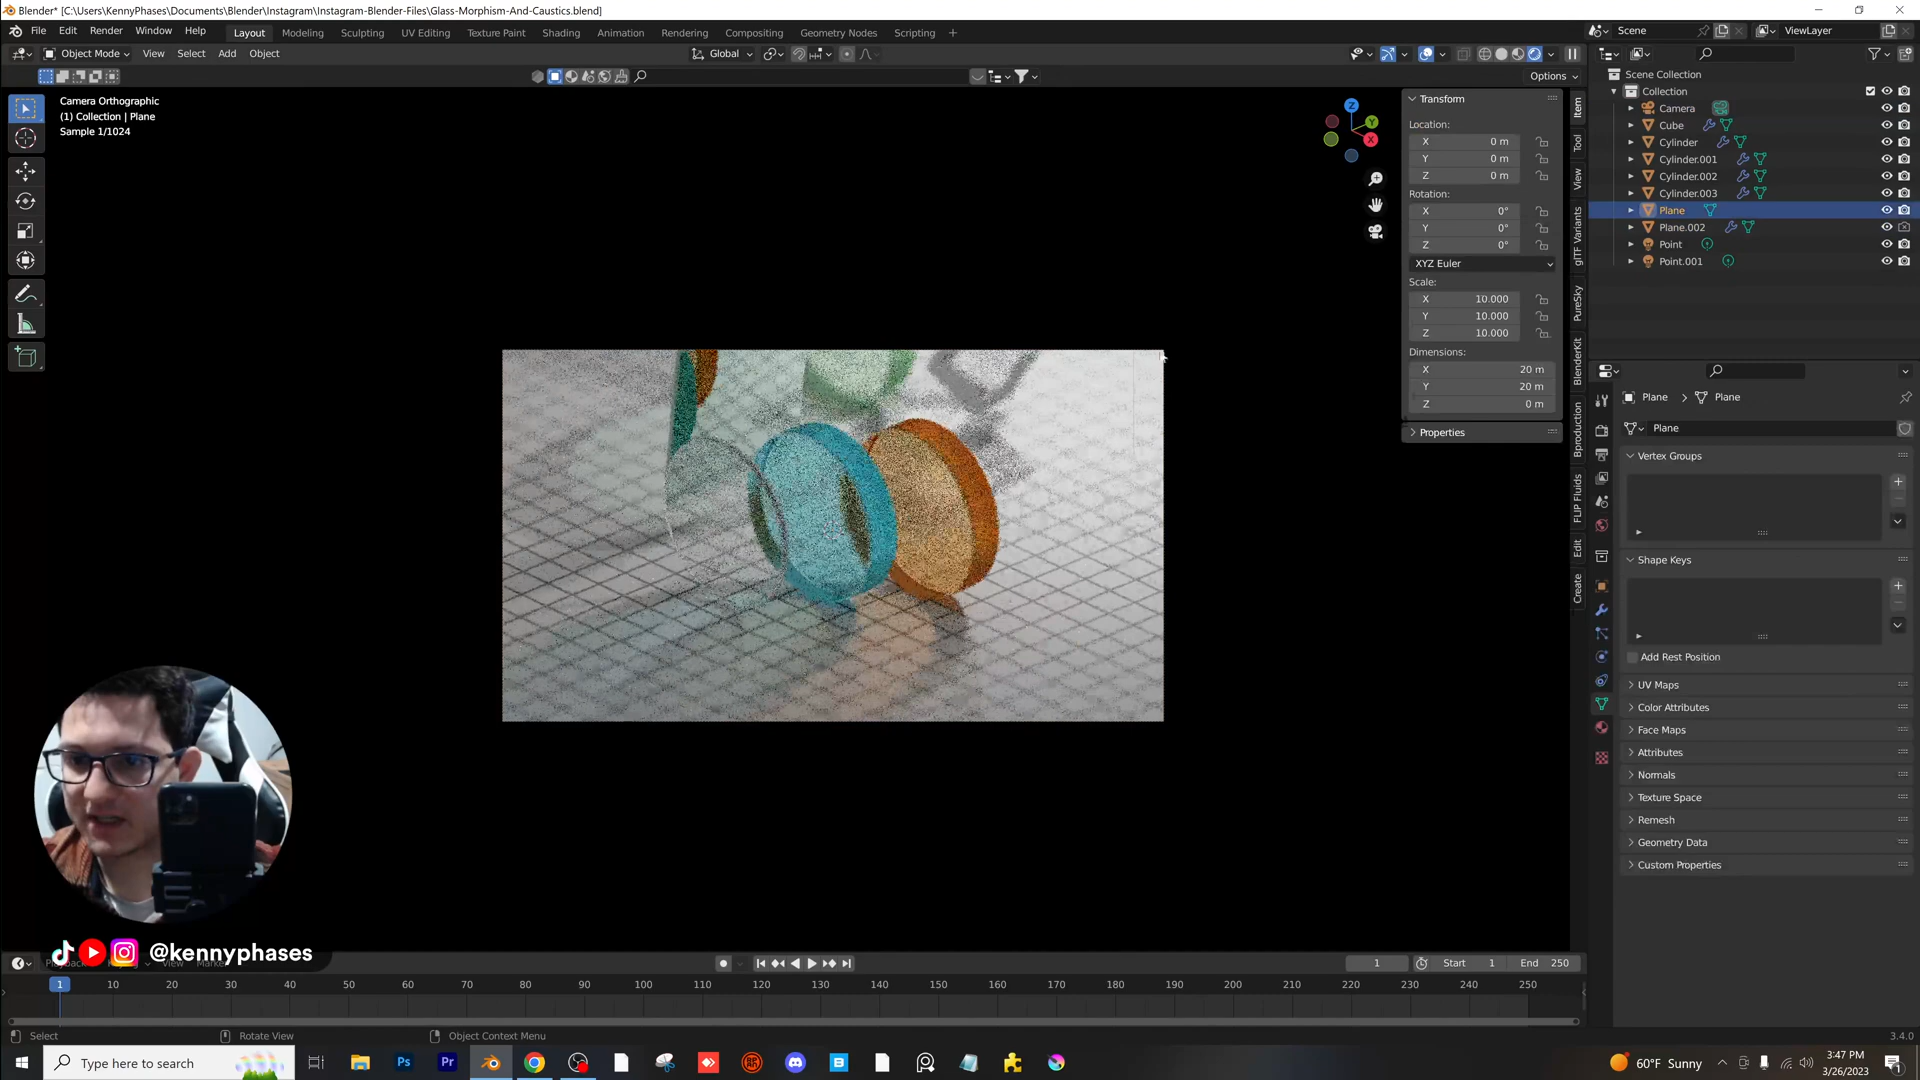 Blender* [C:\Users\KennyPhases\Documents\Blender\Instagram\Instagram-Blender-Files\Glass-Morphism-And-Caustics.blend]
File Edit Render Window Help Layout Modeling Sculpting UV Editing Texture Paint Shading Animation Rendering Compositing Geometry Nodes Scripting + Scene ViewLayer
Object Mode View Select Add Object Global
Options
Camera Orthographic
(1) Collection | Plane
Sample 1/1024
Z
Y
X
Transform
Location:
X 0 m
Y 0 m
Z 0 m
Rotation:
X 0°
Y 0°
Z 0°
XYZ Euler
Scale:
X 10.000
Y 10.000
Z 10.000
Dimensions:
X 20 m
Y 20 m
Z 0 m
Properties
Item
Tool
View
glTF Variants
PureSky
BlenderKit
Bproduction
FLIP Fluids
Edit
Create
Scene Collection
Collection
Camera
Cube
Cylinder
Cylinder.001
Cylinder.002
Cylinder.003
Plane
Plane.002
Point
Point.001
Plane > Plane
Plane
Vertex Groups
Shape Keys
Add Rest Position
UV Maps
Color Attributes
Face Maps
Attributes
Normals
Texture Space
Remesh
Geometry Data
Custom Properties
@kennyphases
1 Start 1 End 250
1 10 20 30 40 50 60 70 80 90 100 110 120 130 140 150 160 170 180 190 200 210 220 230 240 250
Select Rotate View Object Context Menu 3.4.0
Type here to search
Ps Pr
60°F Sunny
3:47 PM
3/26/2023